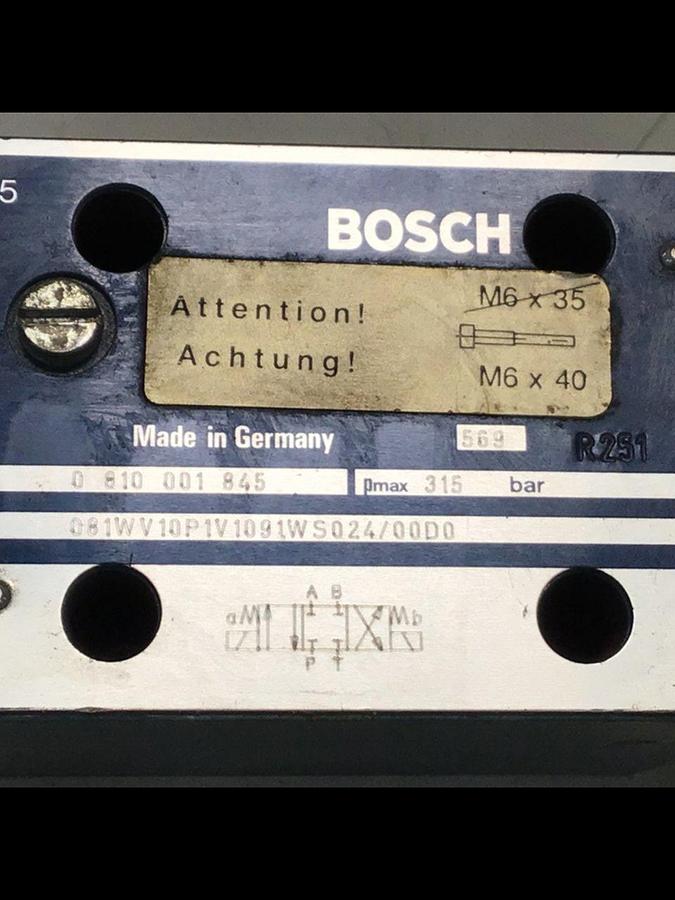 5
BOSCH
Attention!
Achtung!
M6 x 35
M6 x 40
Made in Germany
569
R251
0 810 001 845
pmax 315 bar
081WV10P1V1091WS024/00D0
A B
a
b
P T